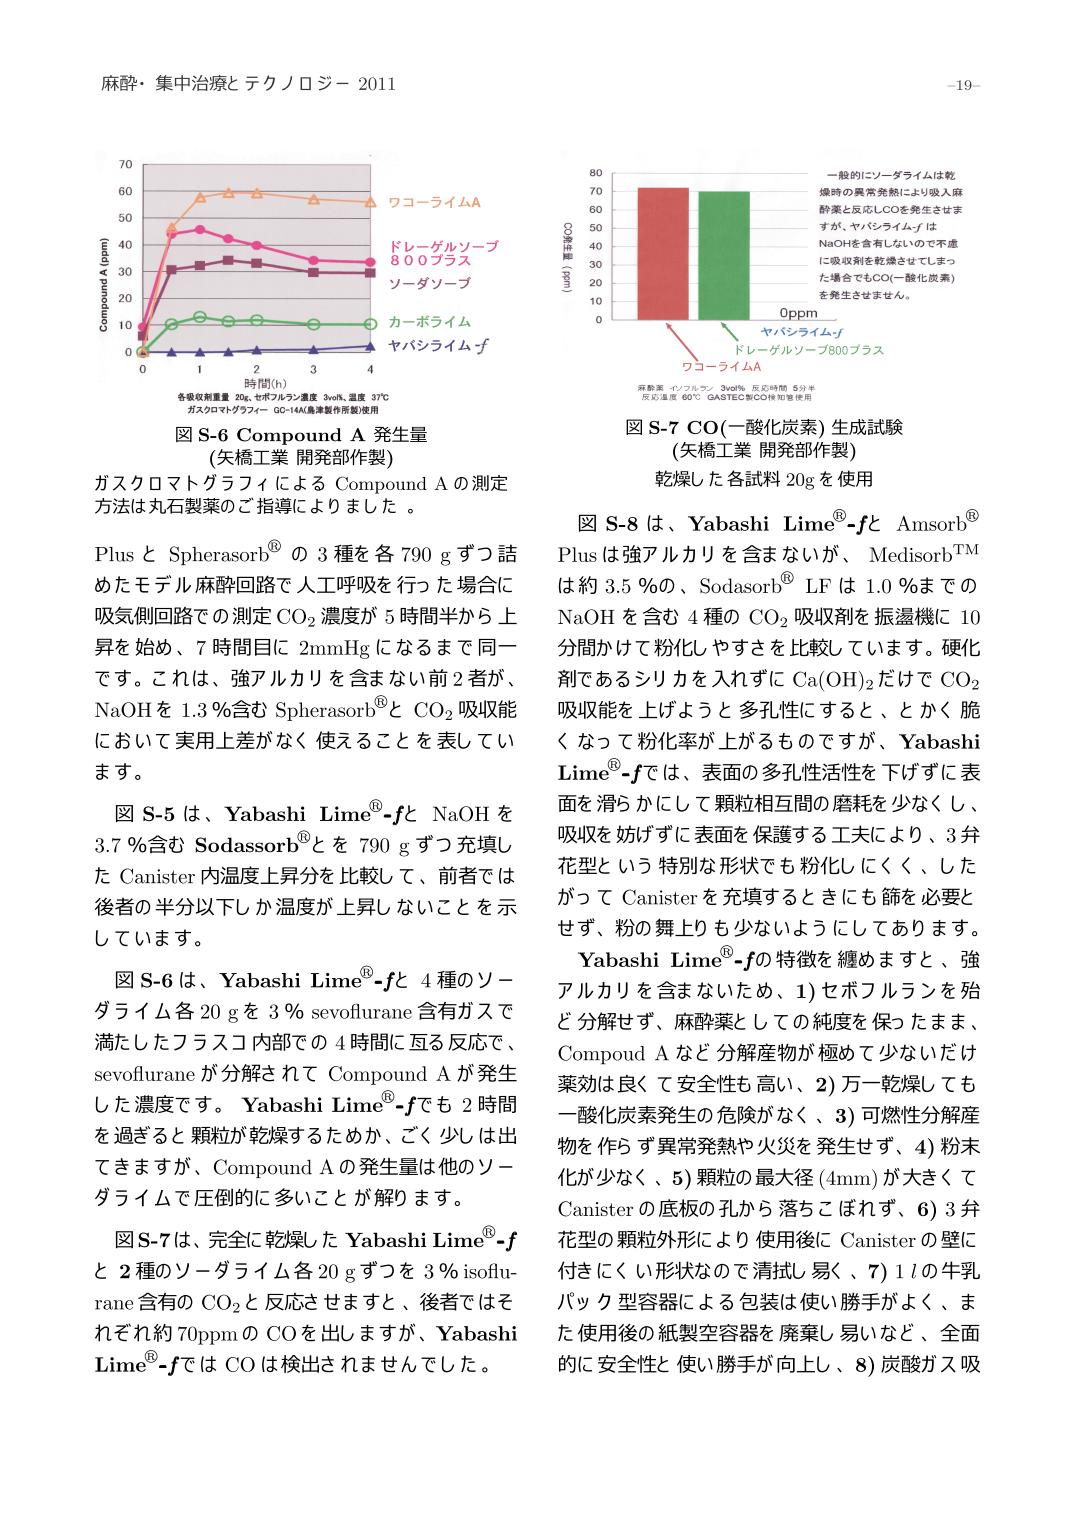 麻酔・集中治療とテクノロジー 2011
–19–
70
60
50
40
30
20
10
0
Compound A (ppm)
0 1 2 3 4
時間(h)
ワコーライムA
ドレーゲルソープ
800プラス
ソーダソープ
カーボライム
ヤバシライム-f
各吸収剤重量 20g、セボフルラン濃度 3vol%、温度 37℃
ガスクロマトグラフィー GC-14A(島津製作所製)使用
図 S-6 Compound A 発生量
(矢橋工業 開発部作製)
ガスクロマトグラフィによる Compound A の測定
方法は丸石製薬のご指導によりました 。
Plus と Spherasorb® の 3 種を各 790 g ずつ詰
めたモデル麻酔回路で人工呼吸を行った場合に
吸気側回路での測定 CO₂ 濃度が 5 時間半から上
昇を始め、7 時間目に 2mmHg になるまで同一
です。これは、強アルカリを含まない前 2 者が、
NaOH を 1.3 %含む Spherasorb®と CO₂ 吸収能
において実用上差がなく使えることを表してい
ます。
図 S-5 は、Yabashi Lime®-fと NaOH を
3.7 %含む Sodassorb®とを 790 g ずつ充填し
た Canister 内温度上昇分を比較して、前者では
後者の半分以下しか温度が上昇しないことを示
しています。
図 S-6 は、Yabashi Lime®-fと 4 種のソー
ダライム各 20 g を 3 % sevoflurane 含有ガスで
満たしたフラスコ内部での 4 時間に亙る反応で、
sevoflurane が分解されて Compound A が発生
した濃度です。 Yabashi Lime®-fでも 2 時間
を過ぎると顆粒が乾燥するためか、ごく少しは出
てきますが、Compound A の発生量は他のソー
ダライムで圧倒的に多いことが解ります。
図 S-7 は、完全に乾燥した Yabashi Lime®-f
と 2 種のソーダライム各 20 g ずつを 3 % isoflu-
rane 含有の CO₂ と反応させますと、後者ではそ
れぞれ約 70ppm の CO を出しますが、Yabashi
Lime®-fでは CO は検出されませんでした。
80
70
60
50
40
30
20
10
0
CO発生量 (ppm)
一般的にソーダライムは乾
燥時の異常発熱により吸入麻
酔薬と反応しCOを発生させま
すが、ヤバシライム-f は
NaOHを含有しないので不慮
に吸収剤を乾燥させてしまっ
た場合でもCO(一酸化炭素)
を発生させません。
0ppm
ヤバシライム-f
ドレーゲルソープ800プラス
ワコーライムA
麻酔薬 イソフルラン 3vol% 反応時間 5分半
反応温度 60℃ GASTEC製CO検知管使用
図 S-7 CO(一酸化炭素) 生成試験
(矢橋工業 開発部作製)
乾燥した各試料 20g を使用
図 S-8 は、Yabashi Lime®-fと Amsorb®
Plus は強アルカリを含まないが、 Medisorb™
は約 3.5 %の、Sodasorb® LF は 1.0 %までの
NaOH を含む 4 種の CO₂ 吸収剤を振盪機に 10
分間かけて粉化しやすさを比較しています。硬化
剤であるシリカを入れずに Ca(OH)₂ だけで CO₂
吸収能を上げようと多孔性にすると、とかく脆
くなって粉化率が上がるものですが、Yabashi
Lime®-fでは、表面の多孔性活性を下げずに表
面を滑らかにして顆粒相互間の磨耗を少なくし、
吸収を妨げずに表面を保護する工夫により、3 弁
花型という特別な形状でも粉化しにくく、した
がって Canister を充填するときにも篩を必要と
せず、粉の舞上りも少ないようにしてあります。
Yabashi Lime®-fの特徴を纏めますと、強
アルカリを含まないため、1) セボフルランを殆
ど分解せず、麻酔薬としての純度を保ったまま、
Compoud A など分解産物が極めて少ないだけ
薬効は良くて安全性も高い、2) 万一乾燥しても
一酸化炭素発生の危険がなく、3) 可燃性分解産
物を作らず異常発熱や火災を発生せず、4) 粉末
化が少なく、5) 顆粒の最大径 (4mm) が大きくて
Canister の底板の孔から落ちこぼれず、6) 3 弁
花型の顆粒外形により使用後に Canister の壁に
付きにくい形状なので清拭し易く、7) 1 l の牛乳
パック型容器による包装は使い勝手がよく、ま
た使用後の紙製空容器を廃棄し易いなど、全面
的に安全性と使い勝手が向上し、8) 炭酸ガス吸